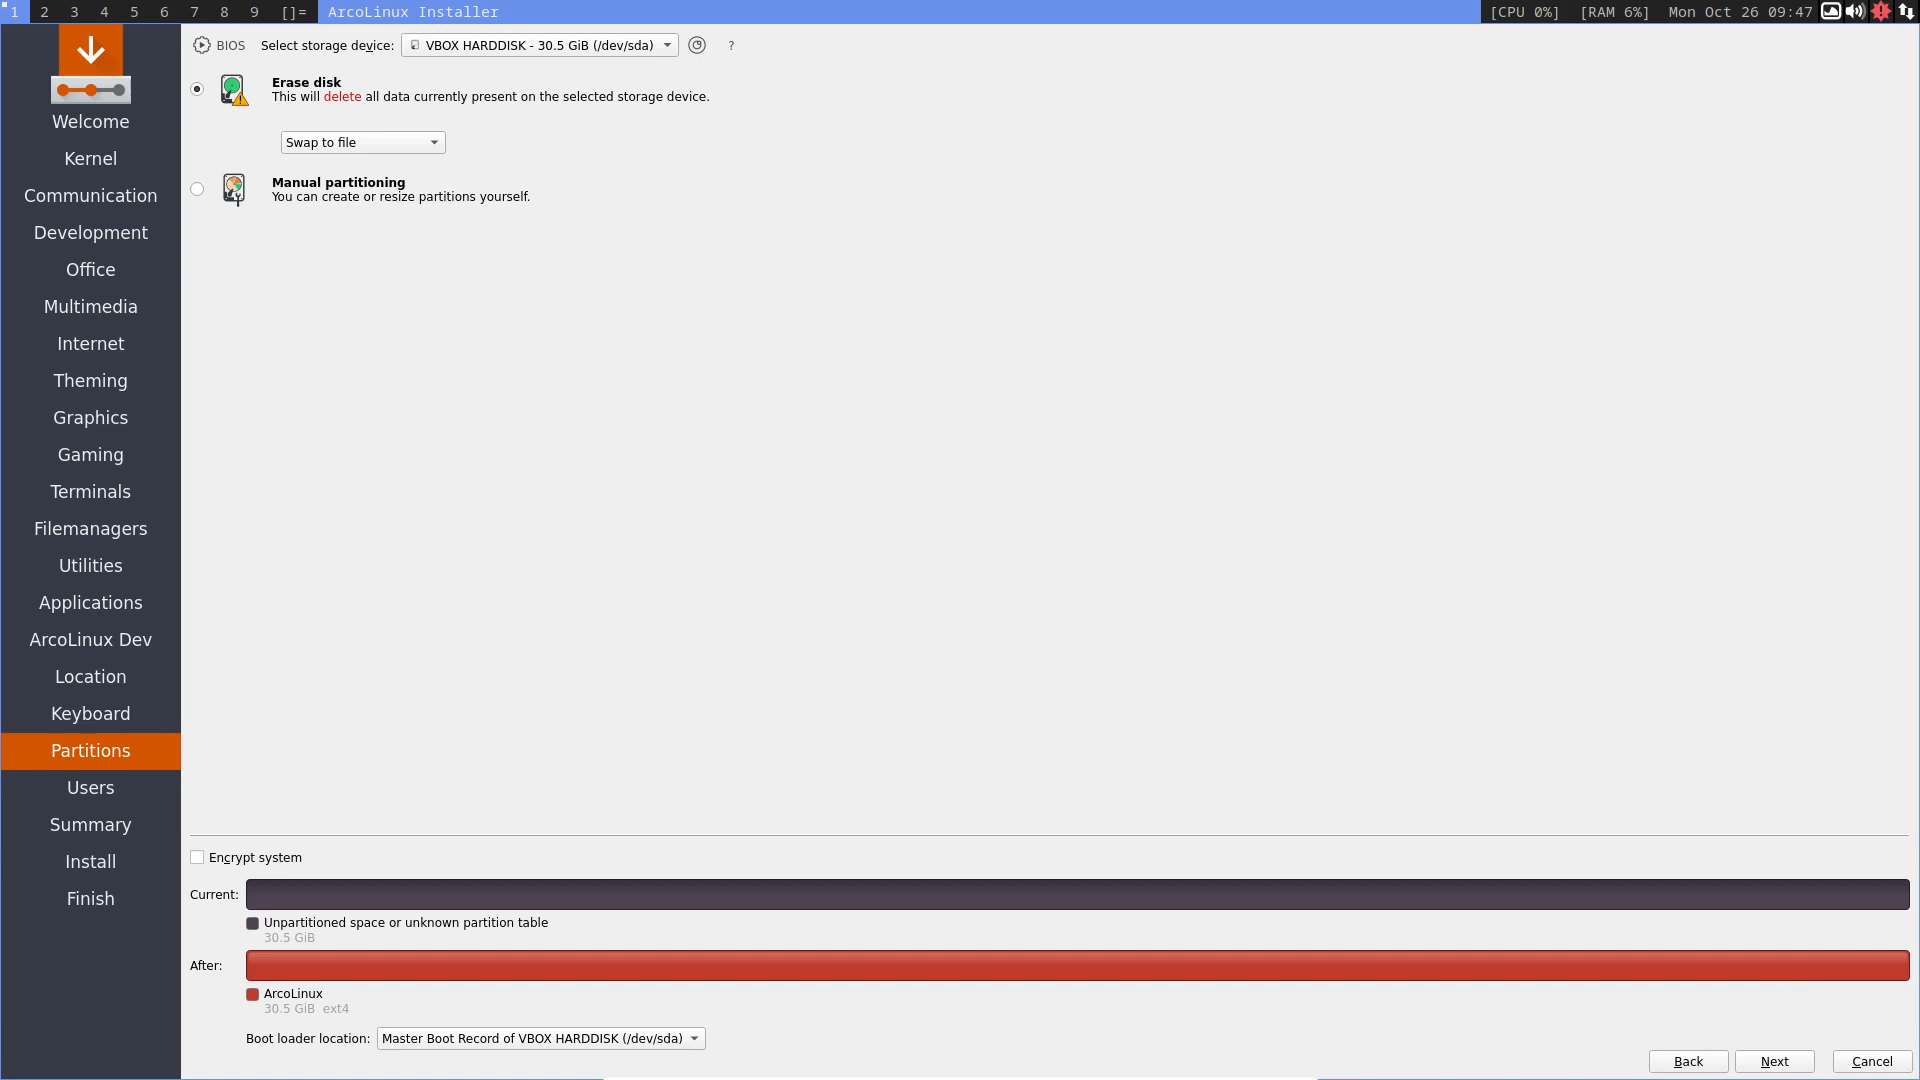 1 2 3 4 5 6 7 8 9 []= ArcoLinux Installer [CPU 0%] [RAM 6%] Mon Oct 26 09:47
BIOS Select storage device: VBOX HARDDISK - 30.5 GiB (/dev/sda) ?
Erase disk
This will delete all data currently present on the selected storage device.
Swap to file
Manual partitioning
You can create or resize partitions yourself.
Welcome
Kernel
Communication
Development
Office
Multimedia
Internet
Theming
Graphics
Gaming
Terminals
Filemanagers
Utilities
Applications
ArcoLinux Dev
Location
Keyboard
Partitions
Users
Summary
Install
Finish
Encrypt system
Current:
Unpartitioned space or unknown partition table
30.5 GiB
After:
ArcoLinux
30.5 GiB ext4
Boot loader location: Master Boot Record of VBOX HARDDISK (/dev/sda)
Back Next Cancel